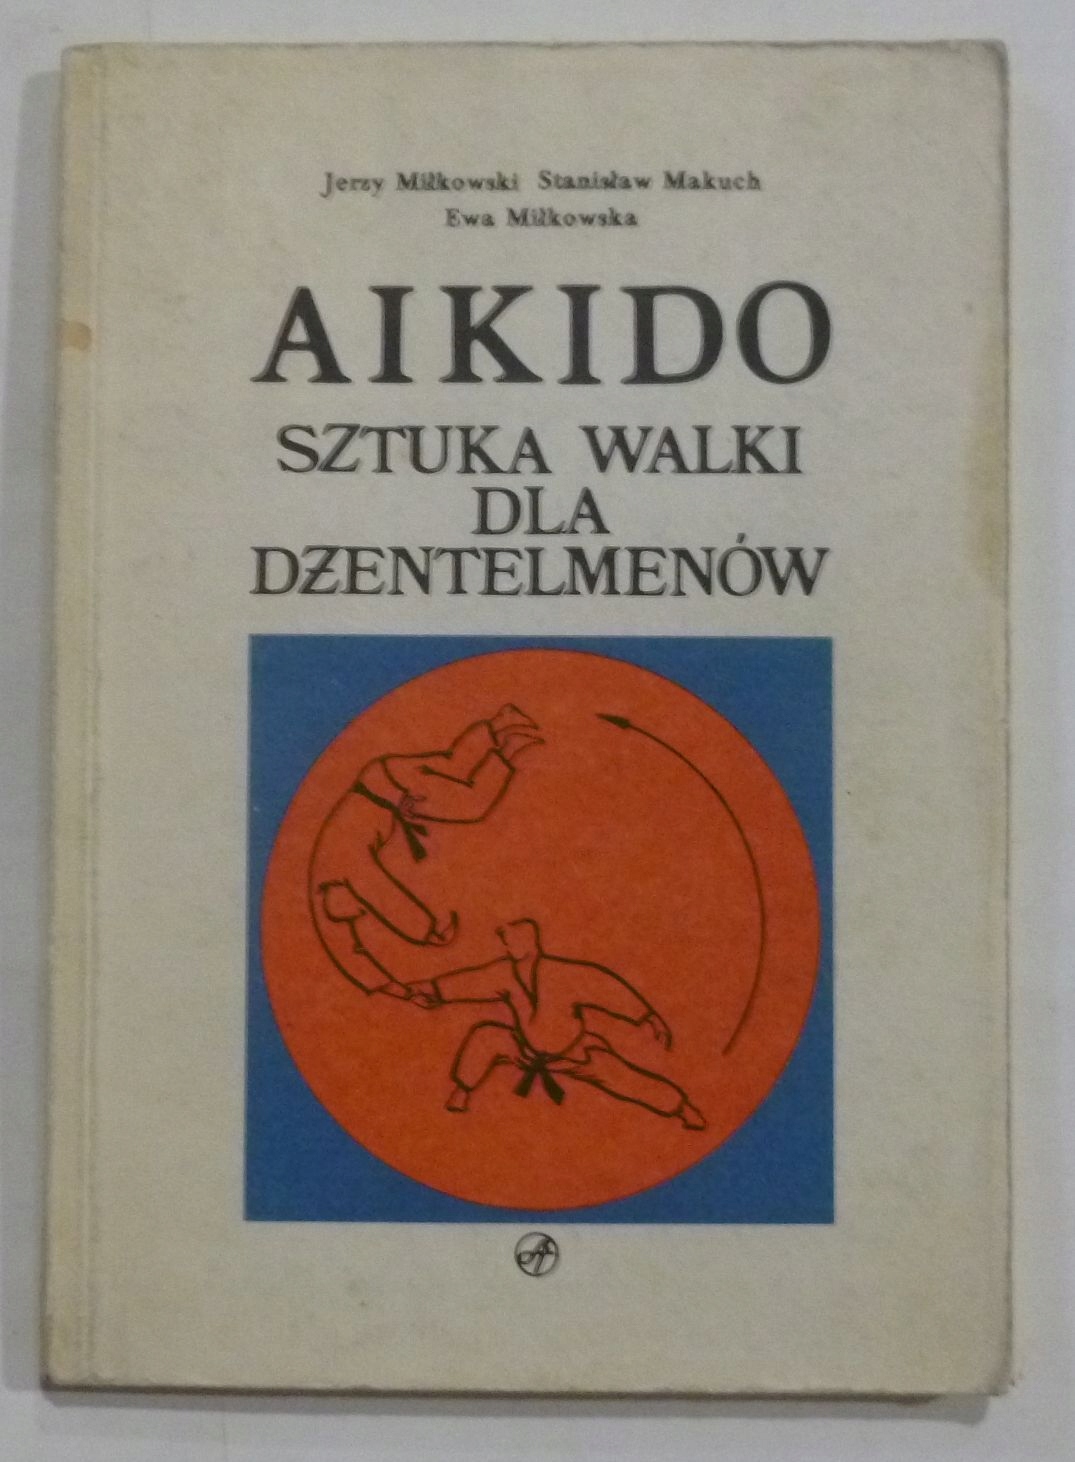 Jerzy Miłkowski Stanisław Makuch
Ewa Miłkowska
AIKIDO
SZTUKA WALKI
DLA
DŻENTELMENÓW